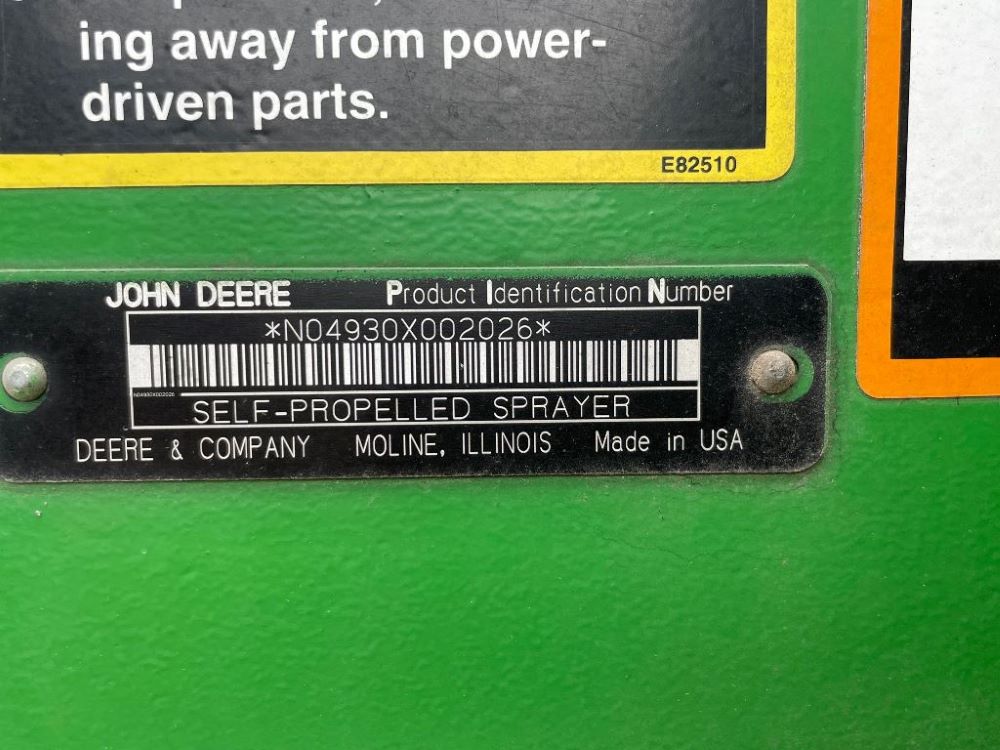 ing away from power-
driven parts.
E82510
JOHN DEERE Product Identification Number
*N04930X002026*
N04930X002026
SELF-PROPELLED SPRAYER
DEERE & COMPANY MOLINE, ILLINOIS Made in USA